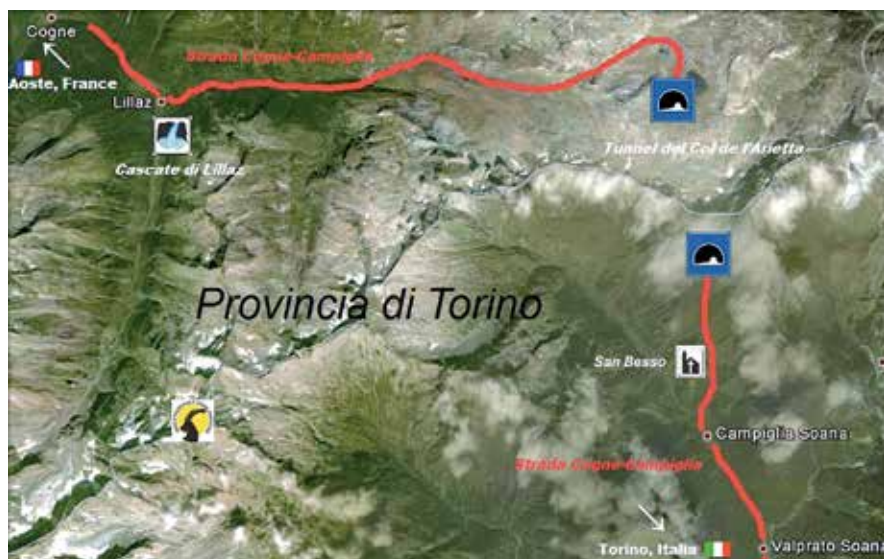 Cogne
Strada Cogne-Campiglia
Aoste, France
Lillaz
Cascate di Lillaz
Tunnel del Col de l'Arietta
Provincia di Torino
San Besso
Campiglia Soana
Strada Cogne-Campiglia
Torino, Italia
Valprato Soana